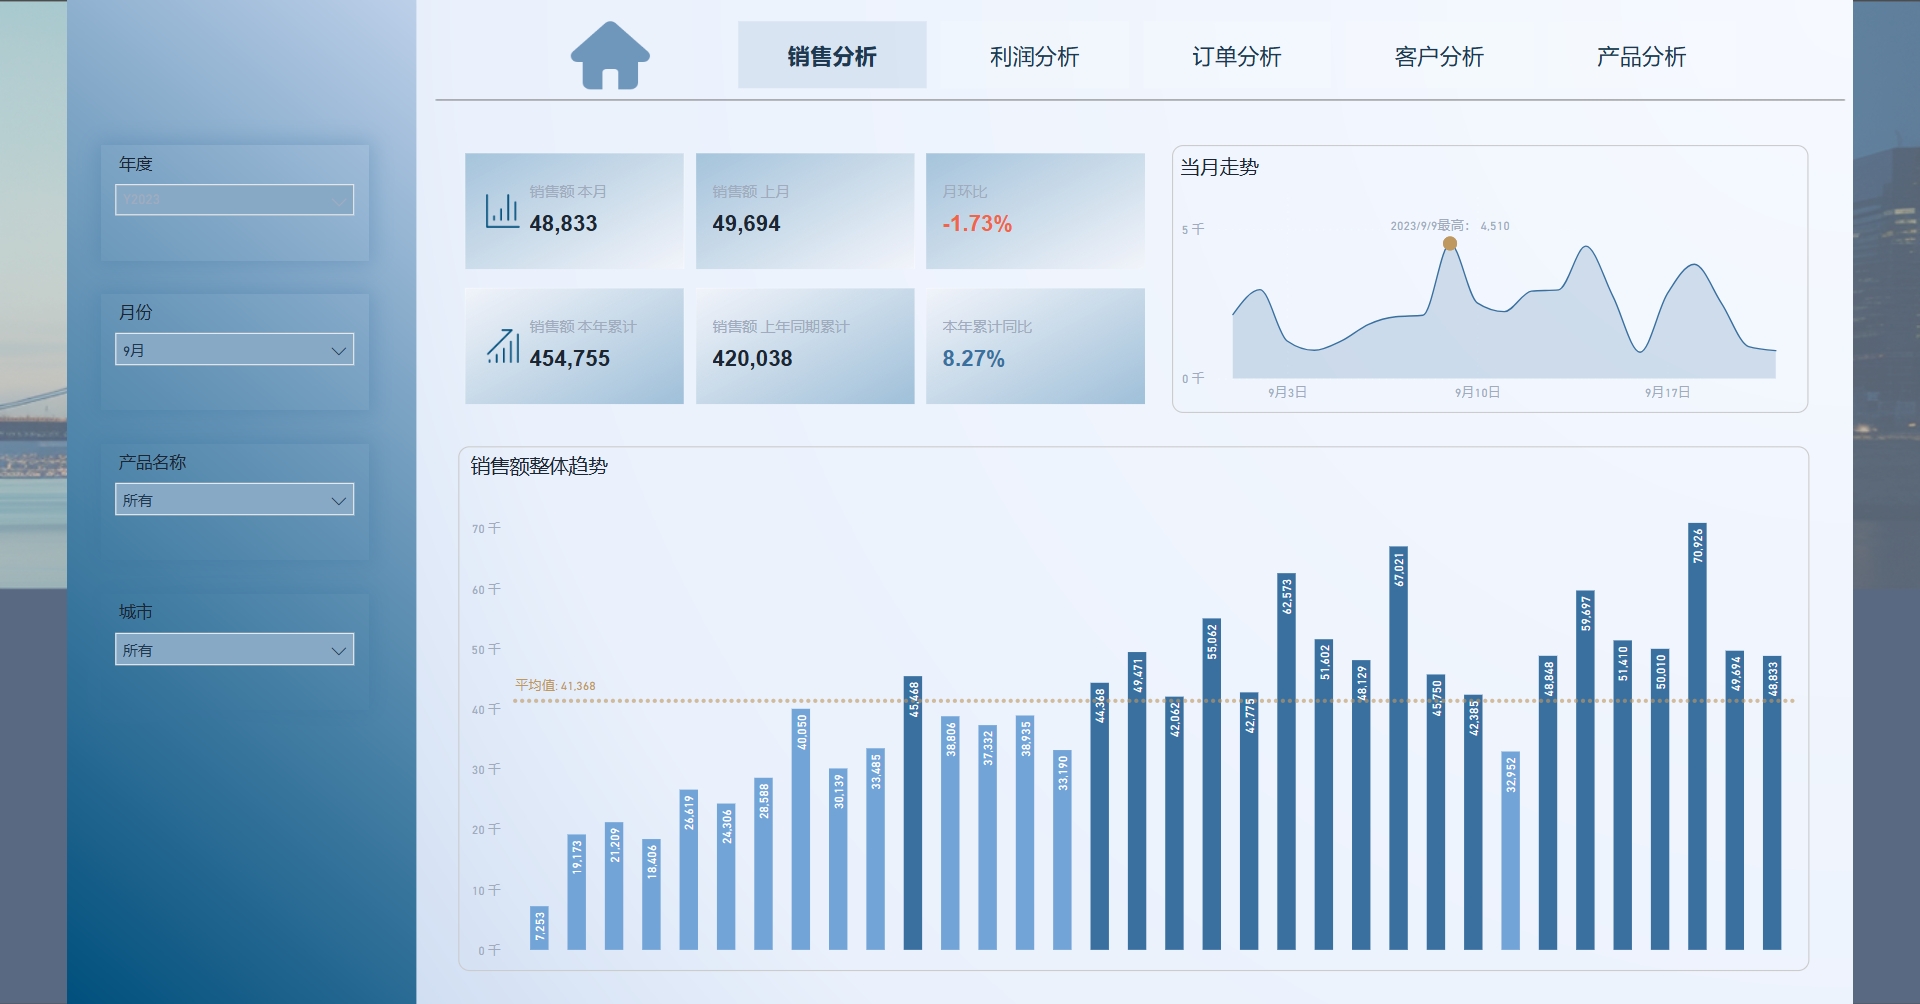 销售分析
利润分析
订单分析
客户分析
产品分析
年度
Y2023
月份
9月
产品名称
所有
城市
所有
销售额 本月
48,833
销售额 上月
49,694
月环比
-1.73%
销售额 本年累计
454,755
销售额 上年同期累计
420,038
本年累计同比
8.27%
当月走势
2023/9/9最高： 4,510
5 千
0 千
9月3日
9月10日
9月17日
销售额整体趋势
70 千
60 千
50 千
40 千
30 千
20 千
10 千
0 千
平均值: 41,368
7,253
19,173
21,209
18,406
26,619
24,306
28,588
40,050
30,139
33,485
45,468
38,806
37,332
38,935
33,190
44,368
49,471
42,062
55,062
42,775
62,573
51,602
48,129
67,021
45,750
42,385
32,952
48,848
59,697
51,410
50,010
70,926
49,694
48,833